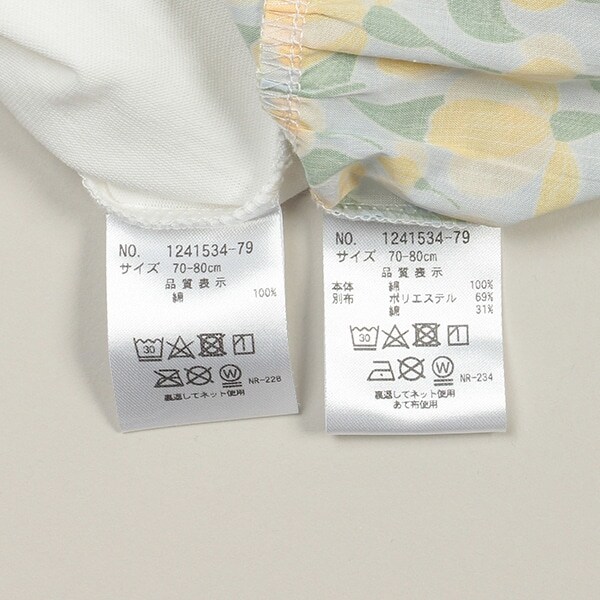 NO. 1241534-79
サイズ 70-80cm
品質表示
綿 100%
30
NR-228
裏返してネット使用
NO. 1241534-79
サイズ 70-80cm
品質表示
本体 綿 100%
別布 ポリエステル 69%
綿 31%
30
W
NR-234
裏返してネット使用
あて布使用